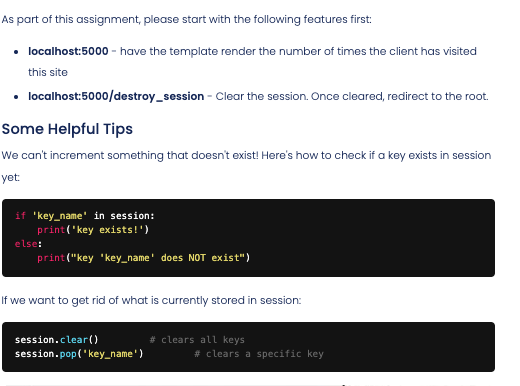 As part of this assignment, please start with the following features first:
• localhost:5000 - have the template render the number of times the client has visited
this site
• localhost:5000/destroy_session - Clear the session. Once cleared, redirect to the root.
Some Helpful Tips
We can't increment something that doesn't exist! Here's how to check if a key exists in session
yet:
if 'key_name' in session:
    print('key exists!')
else:
    print("key 'key_name' does NOT exist")
If we want to get rid of what is currently stored in session:
session.clear()         # clears all keys
session.pop('key_name')         # clears a specific key